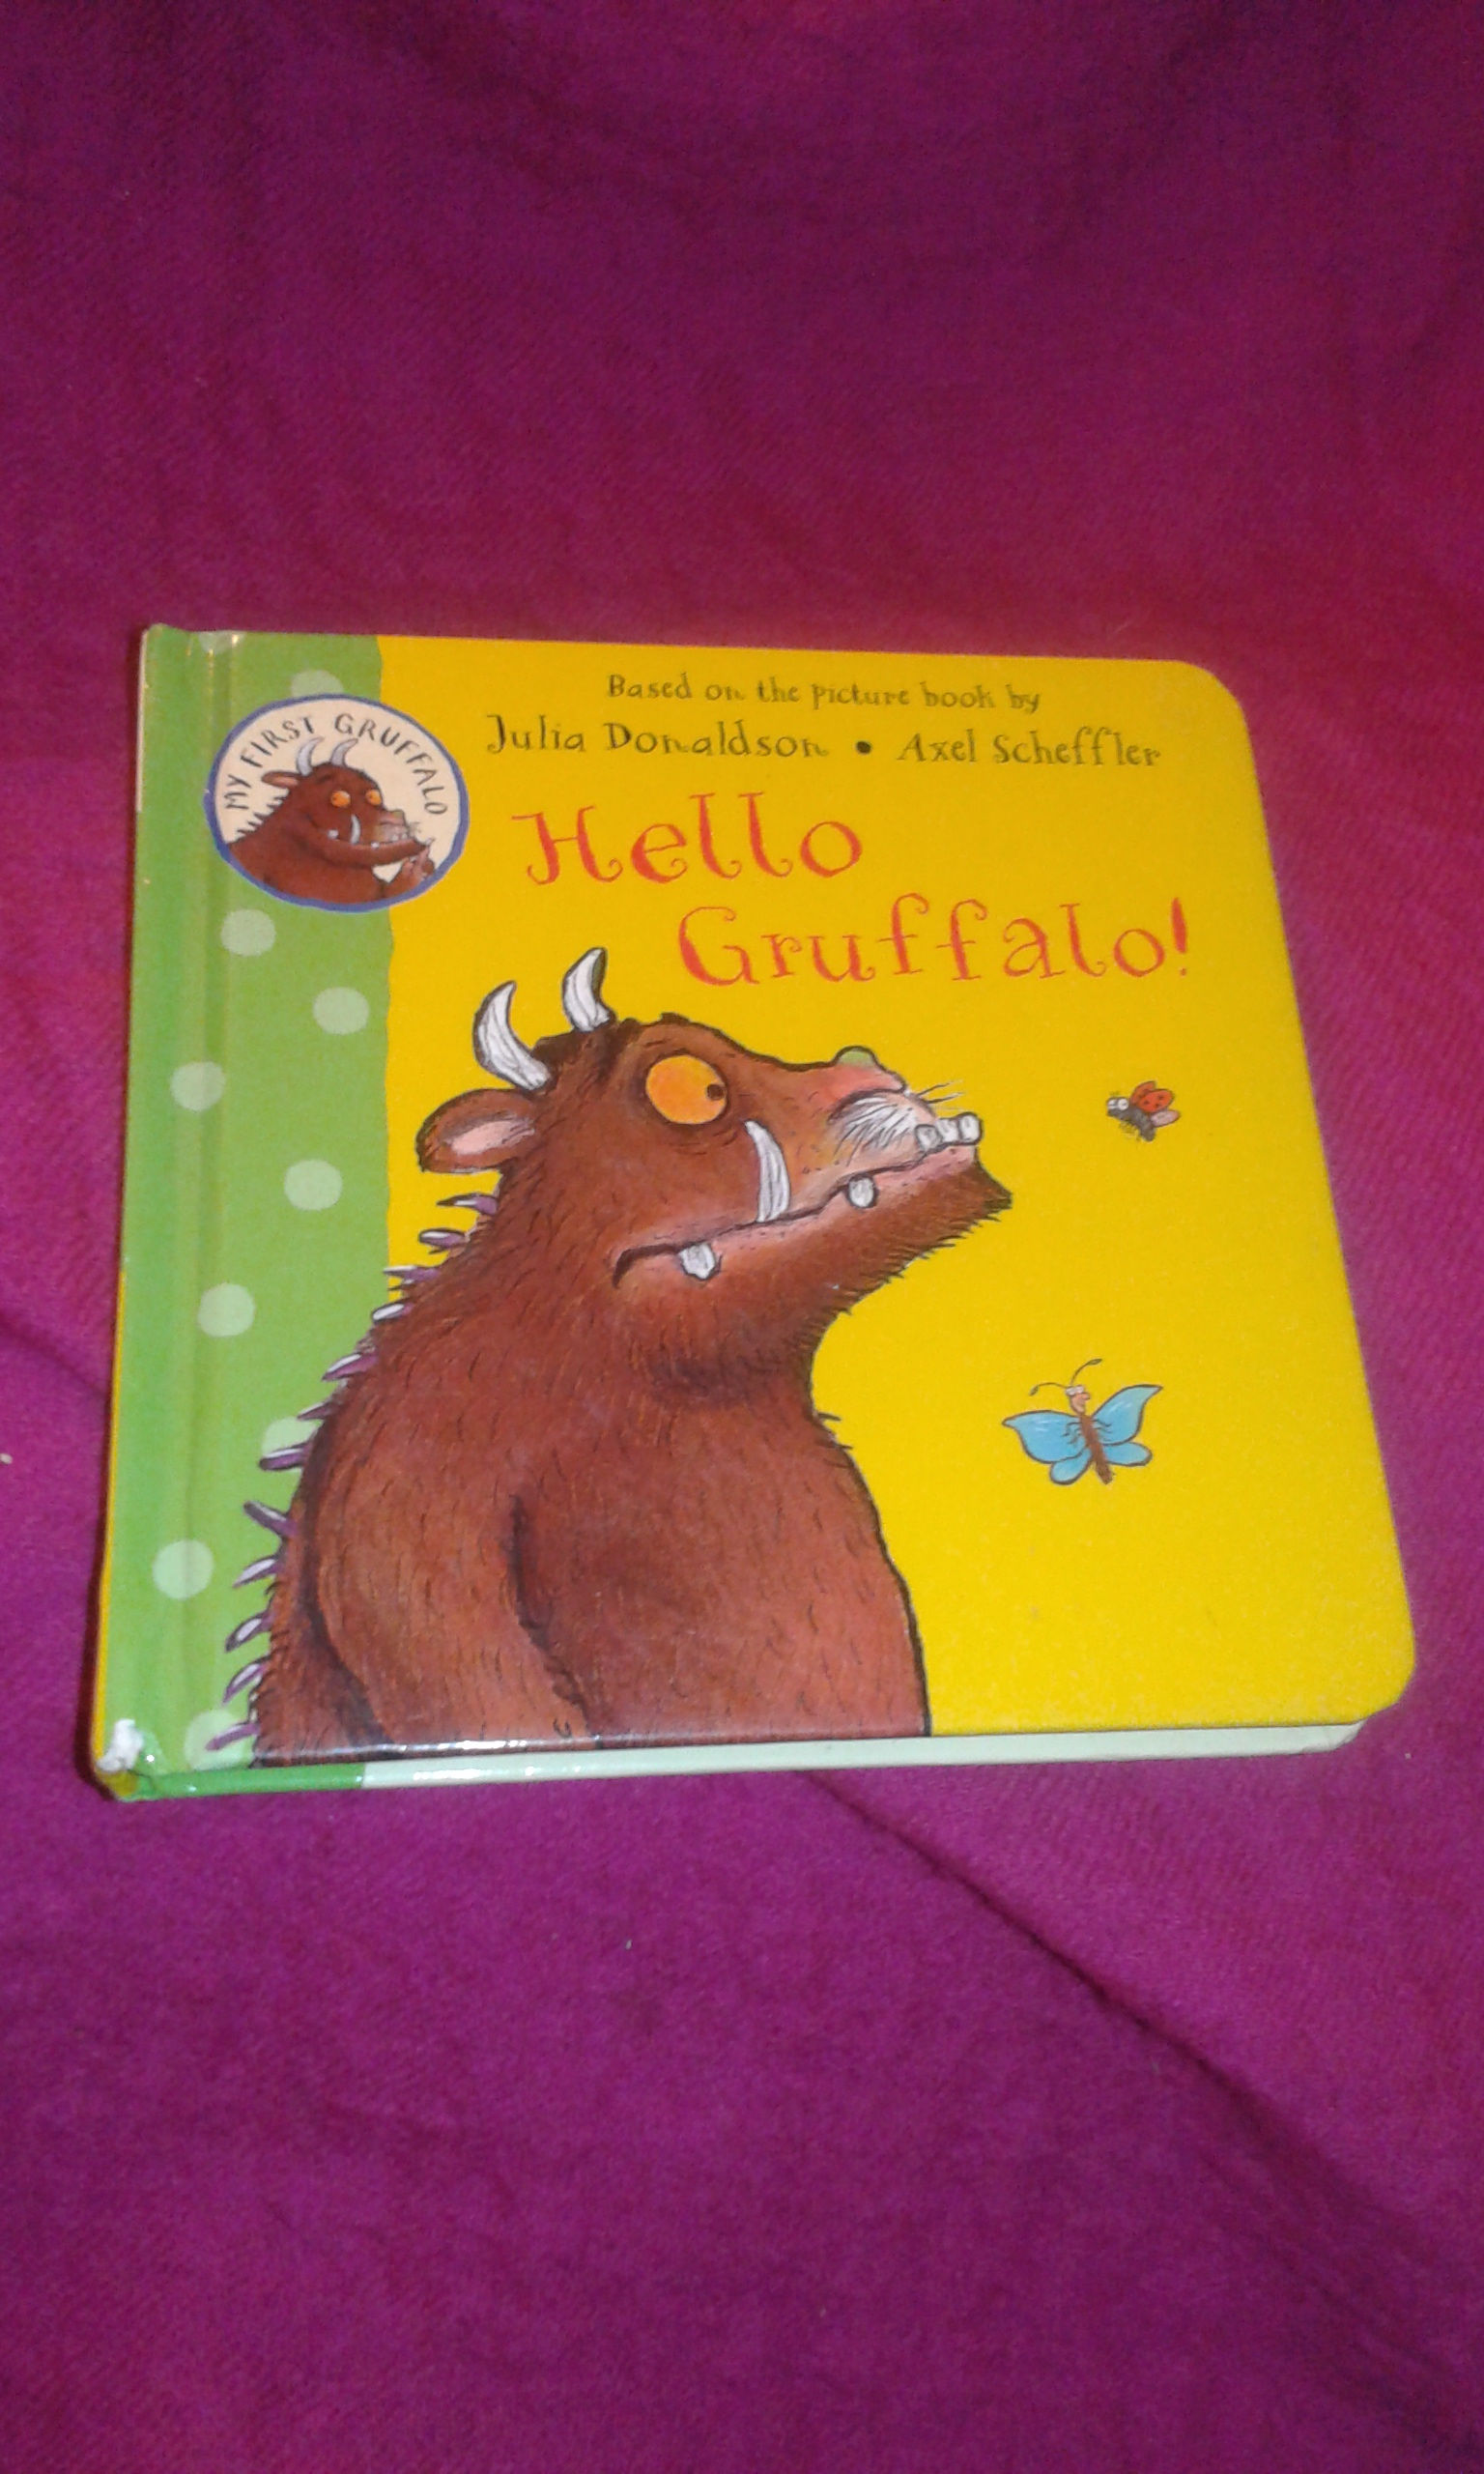 Based on the picture book by
Julia Donaldson • Axel Scheffler
MY FIRST GRUFFALO
Hello
Gruffalo!